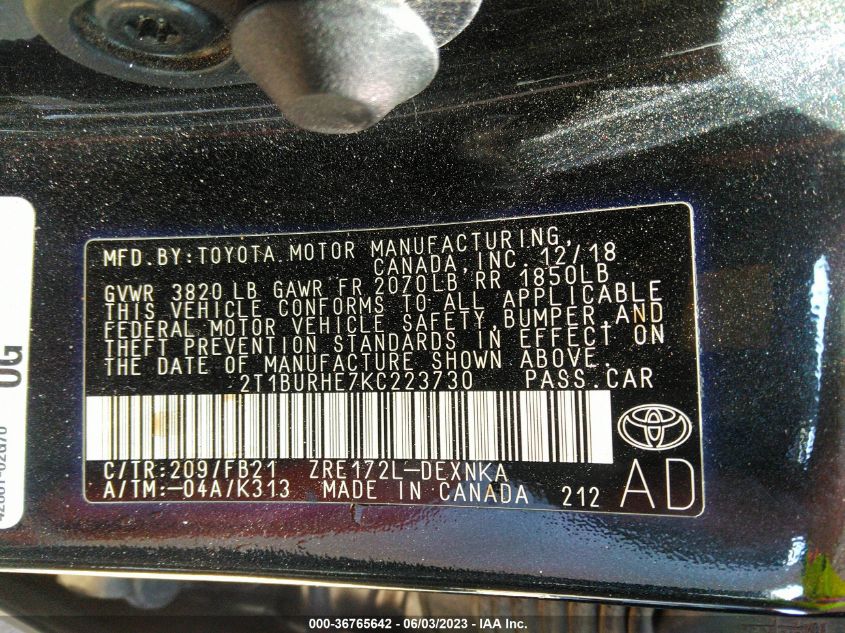 MFD.BY:TOYOTA MOTOR MANUFACTURING,
CANADA, INC. 12/18
GVWR 3820 LB GAWR FR 2070LB RR 1850LB
THIS VEHICLE CONFORMS TO ALL APPLICABLE
FEDERAL MOTOR VEHICLE SAFETY,BUMPER,AND
THEFT PREVENTION STANDARDS IN EFFECT ON
THE DATE OF MANUFACTURE SHOWN ABOVE.
2T1BURHE7KC223730 PASS.CAR
C/TR:209/FB21 ZRE172L-DEXNKA
A/TM:-04A/K313 MADE IN CANADA 212
AD
000-36765642 / 06/03/2023 - IAA Inc.